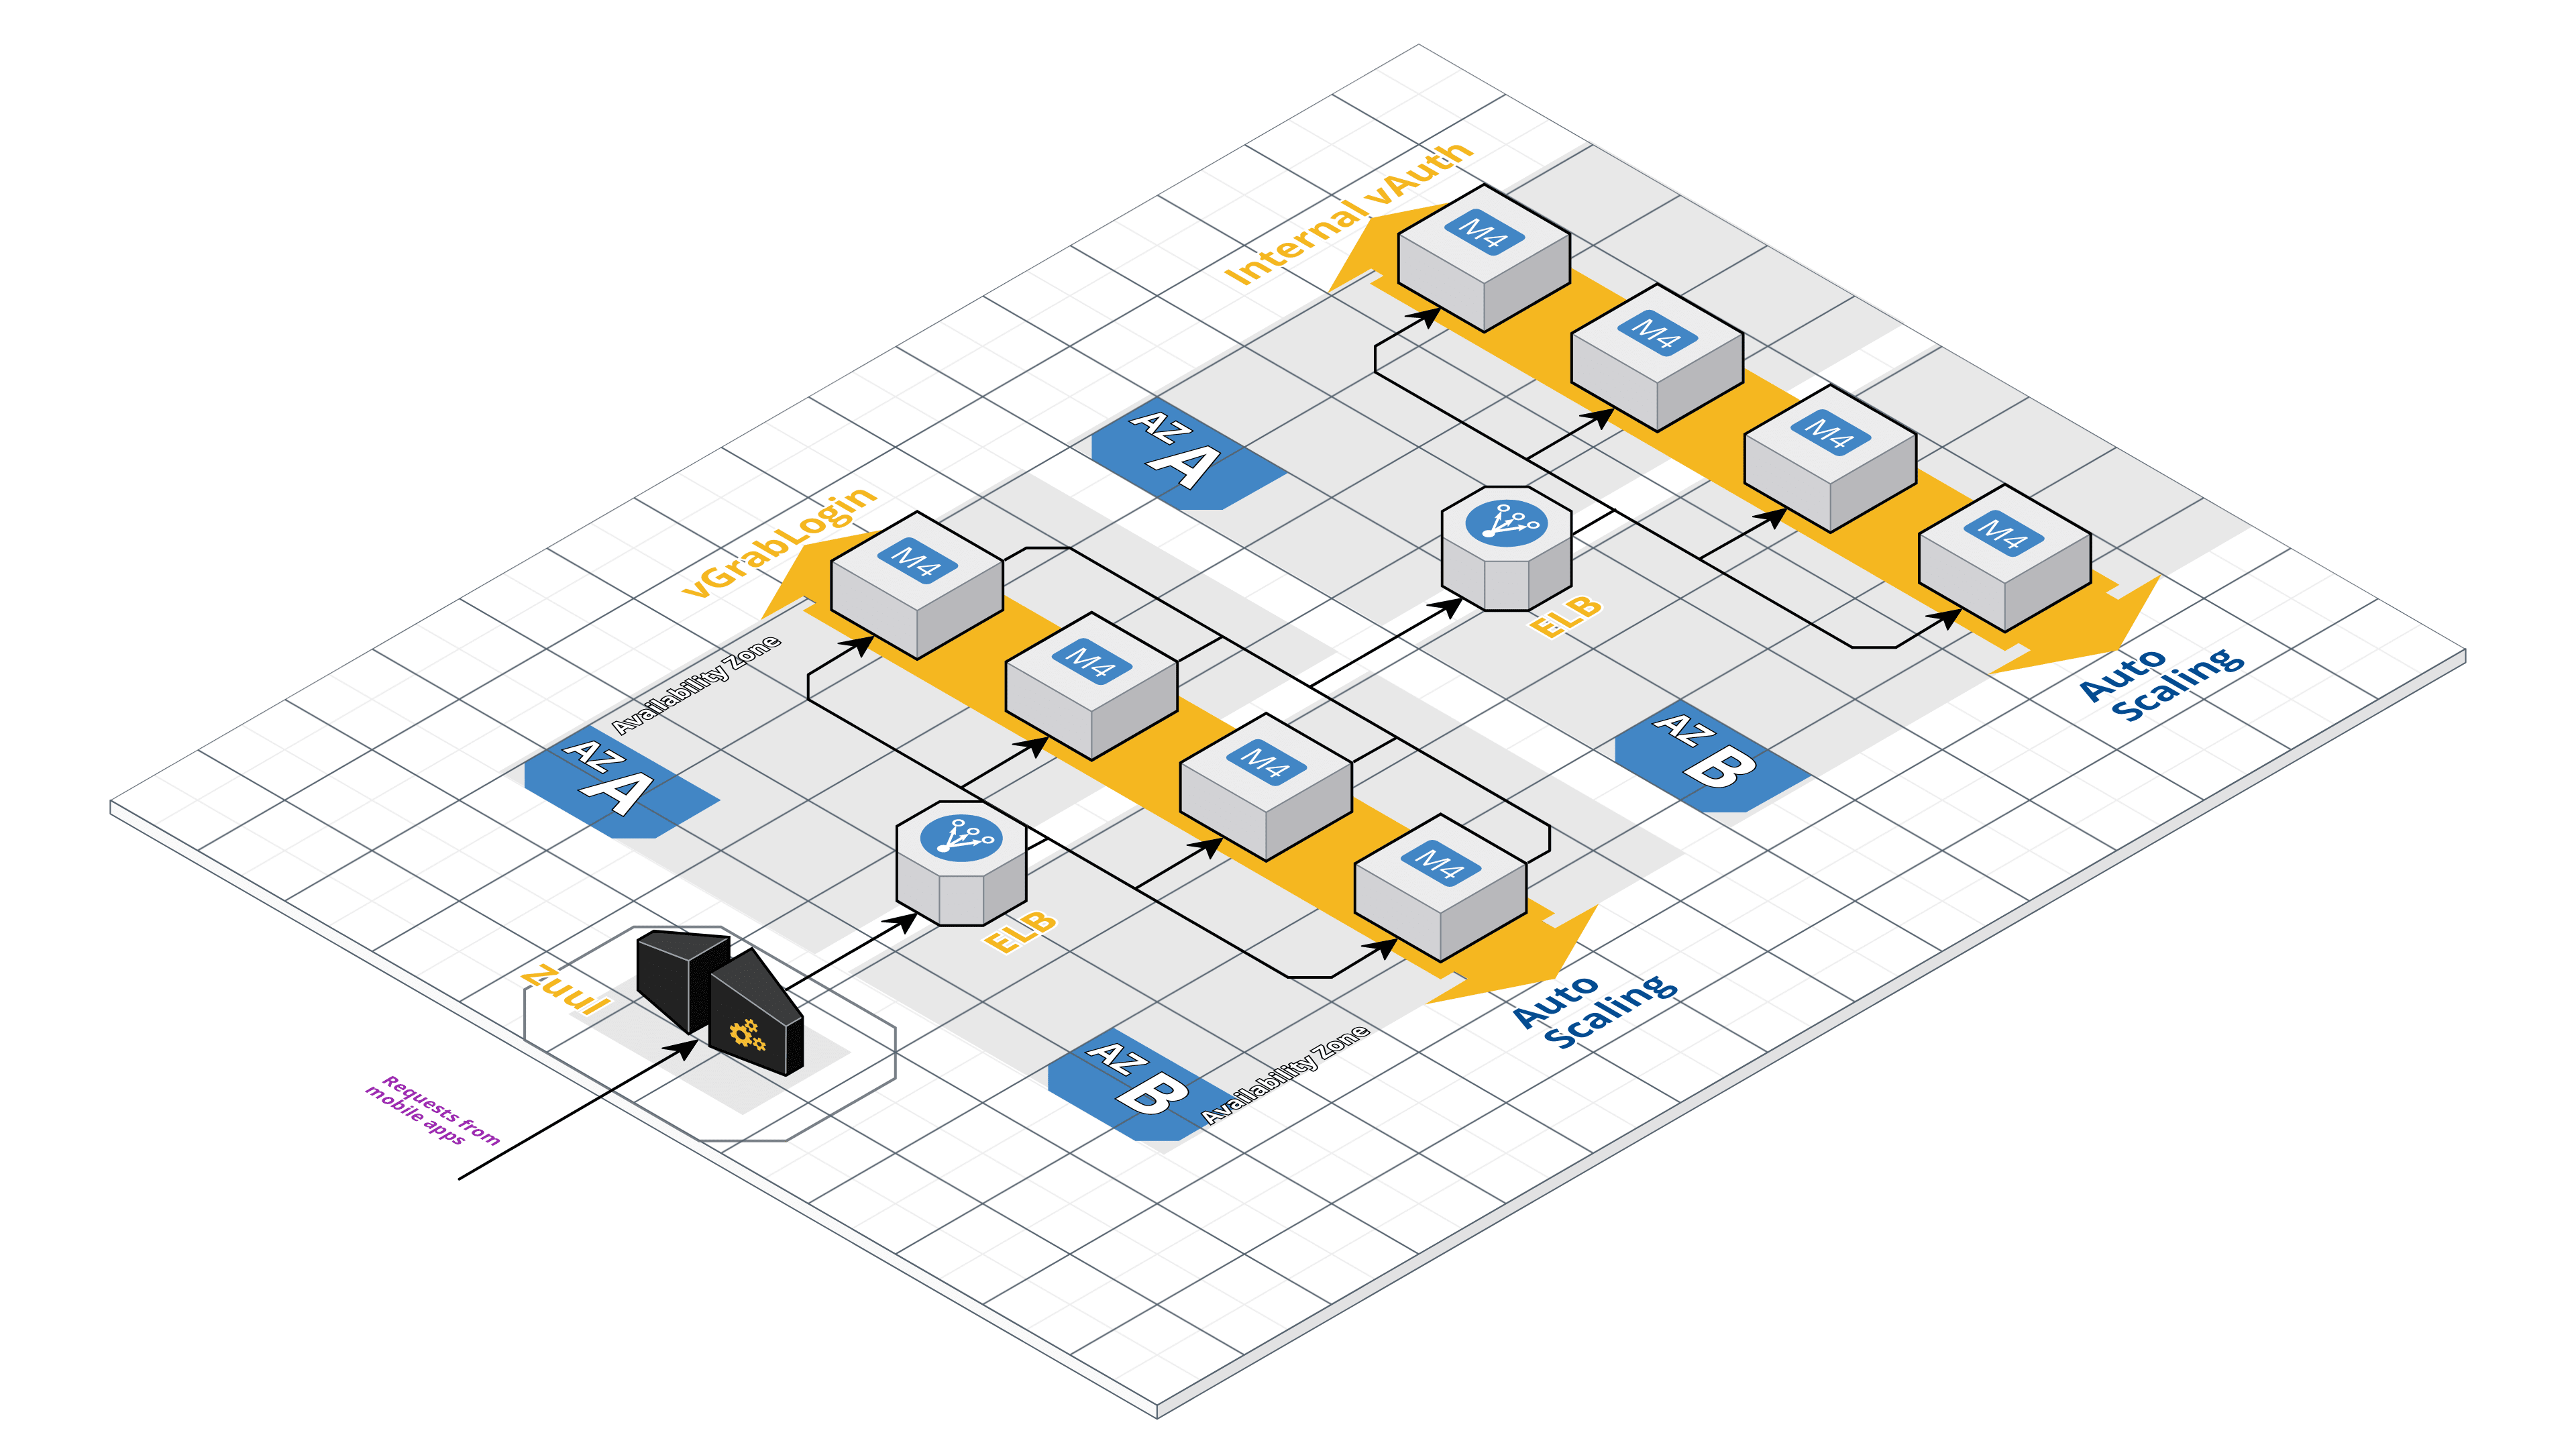 Internal vAuth
M4
M4
M4
M4
AZ A
ELB
AZ B
Auto
Scaling
vGrabLogin
M4
M4
M4
M4
Availability Zone
AZ A
ELB
AZ B
Availability Zone
Auto
Scaling
Zuul
Requests from
mobile apps